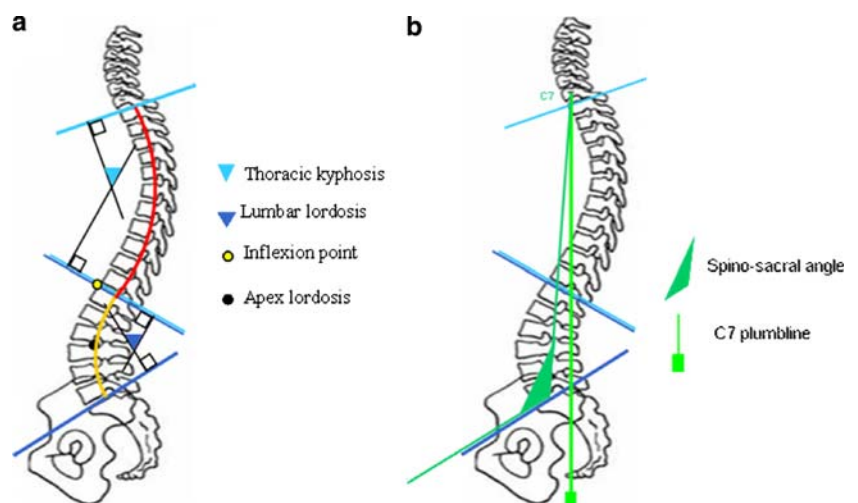 a
Thoracic kyphosis
Lumbar lordosis
Inflexion point
Apex lordosis
b
C7
Spino-sacral angle
C7 plumbline